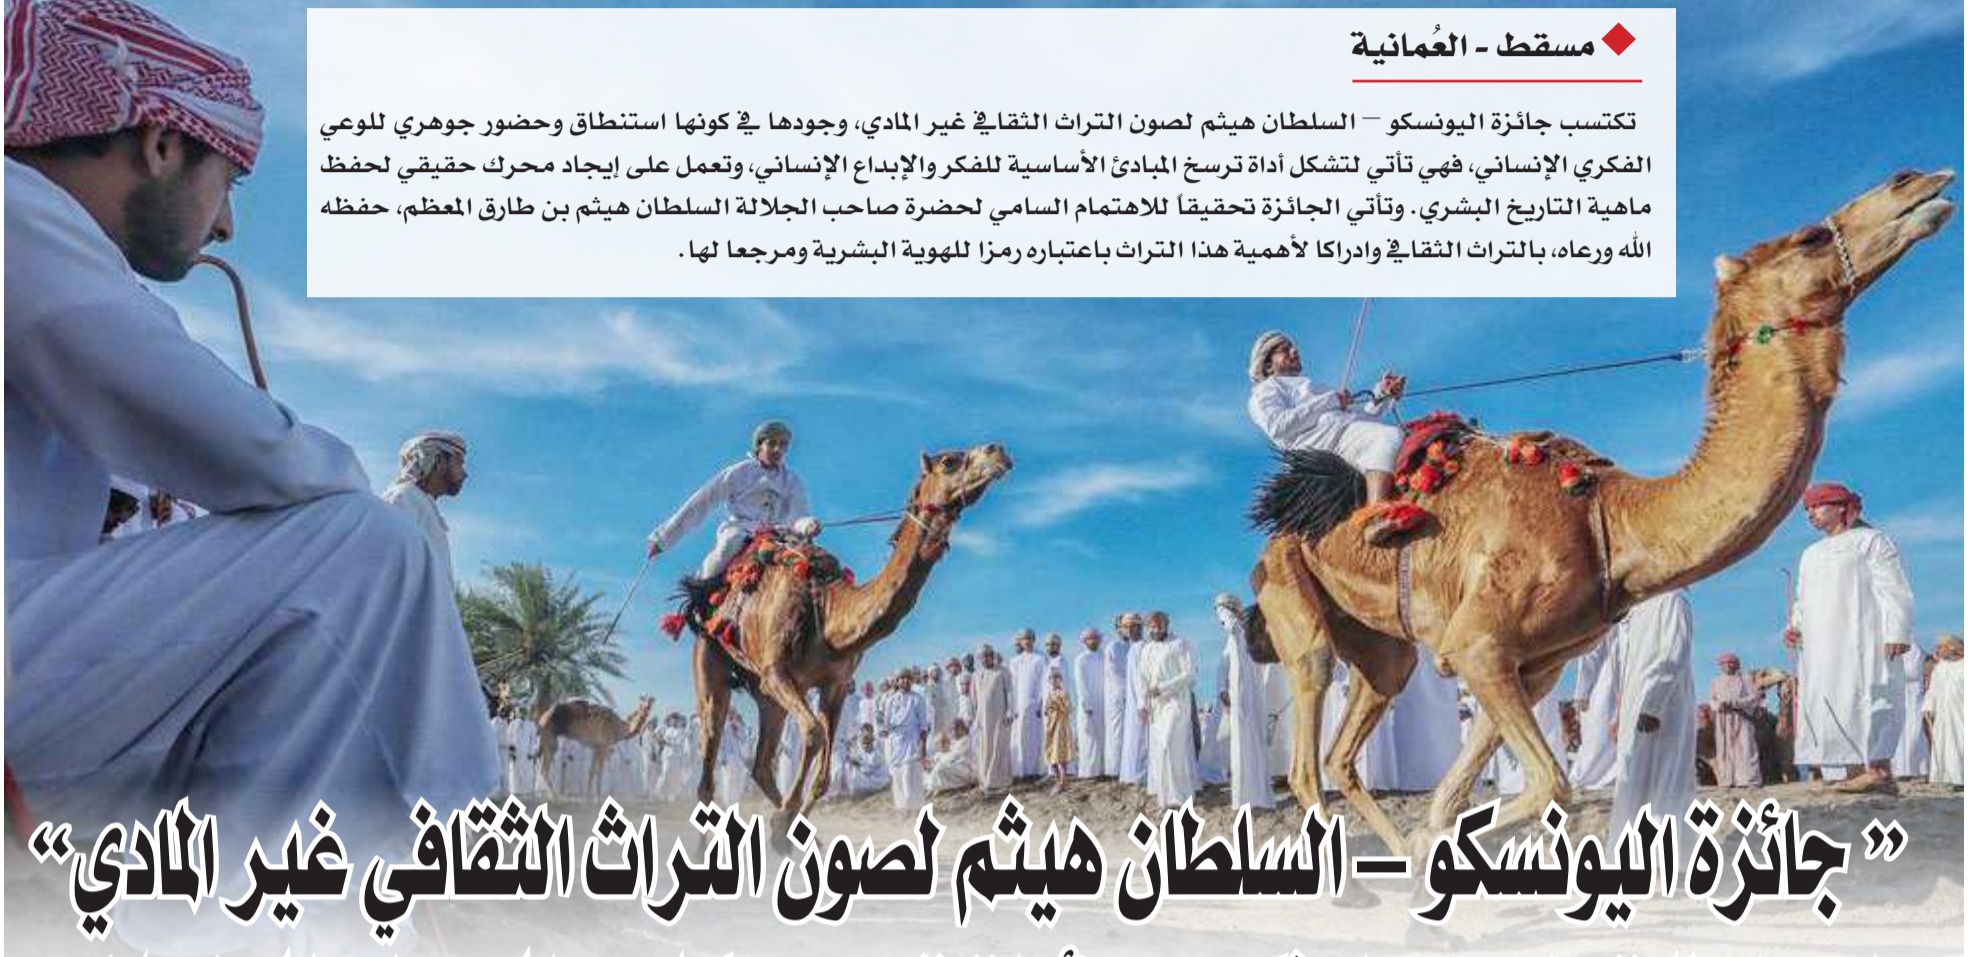 مسقط - العُمانية
تكتسب جائزة اليونسكو – السلطان هيثم لصون التراث الثقافي غير المادي، وجودها في كونها استنطاق وحضور جوهري للوعي
الفكري الإنساني، فهي تأتي لتشكل أداة ترسخ المبادئ الأساسية للفكر والإبداع الإنساني، وتعمل على إيجاد محرك حقيقي لحفظ
ماهية التاريخ البشري. وتأتي الجائزة تحقيقاً للاهتمام السامي لحضرة صاحب الجلالة السلطان هيثم بن طارق المعظم، حفظه
الله ورعاه، بالتراث الثقافي وادراكا لأهمية هذا التراث باعتباره رمزا للهوية البشرية ومرجعا لها.
”جائزة اليونسكو – السلطان هيثم لصون التراث الثقافي غير المادي“